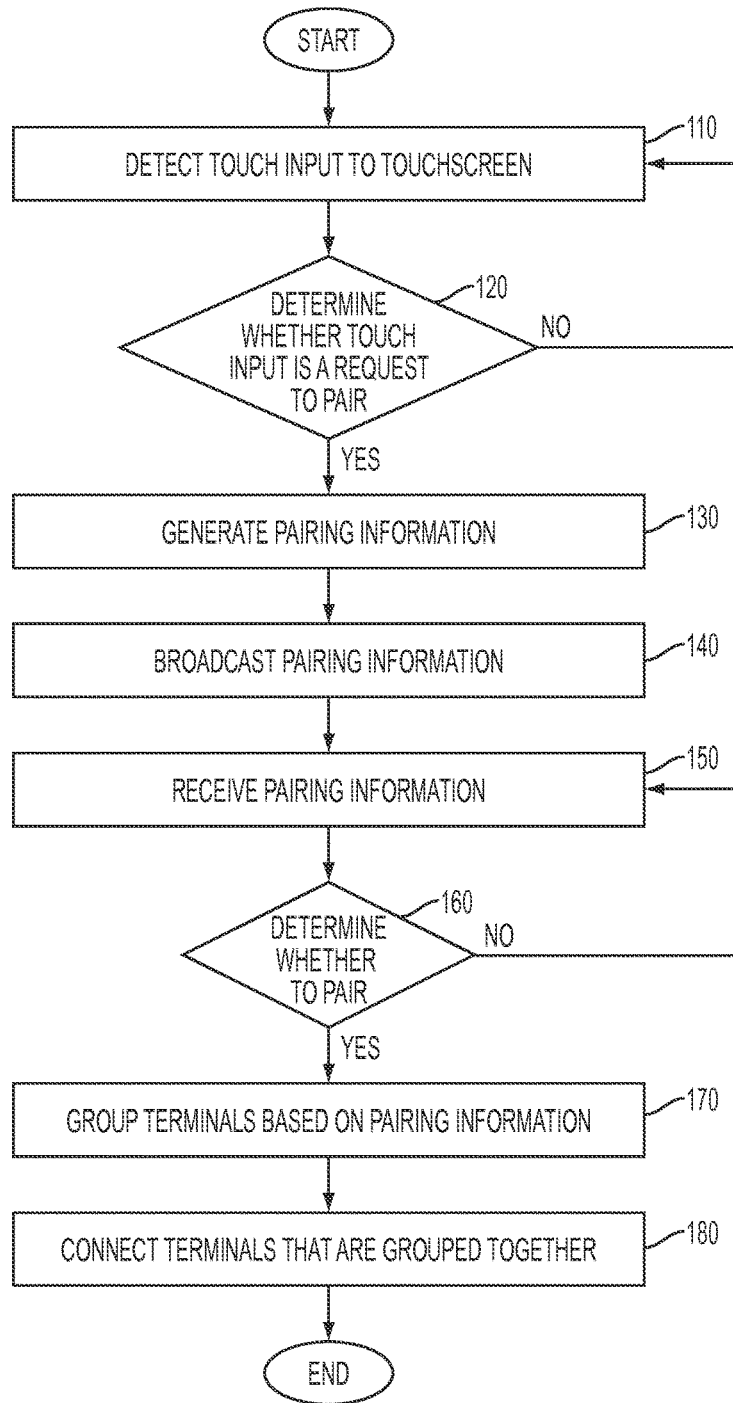 START
110
DETECT TOUCH INPUT TO TOUCHSCREEN
120
DETERMINE
WHETHER TOUCH
INPUT IS A REQUEST
TO PAIR
NO
YES
GENERATE PAIRING INFORMATION
130
BROADCAST PAIRING INFORMATION
140
150
RECEIVE PAIRING INFORMATION
160
DETERMINE
WHETHER
TO PAIR
NO
YES
GROUP TERMINALS BASED ON PAIRING INFORMATION
170
CONNECT TERMINALS THAT ARE GROUPED TOGETHER
180
END